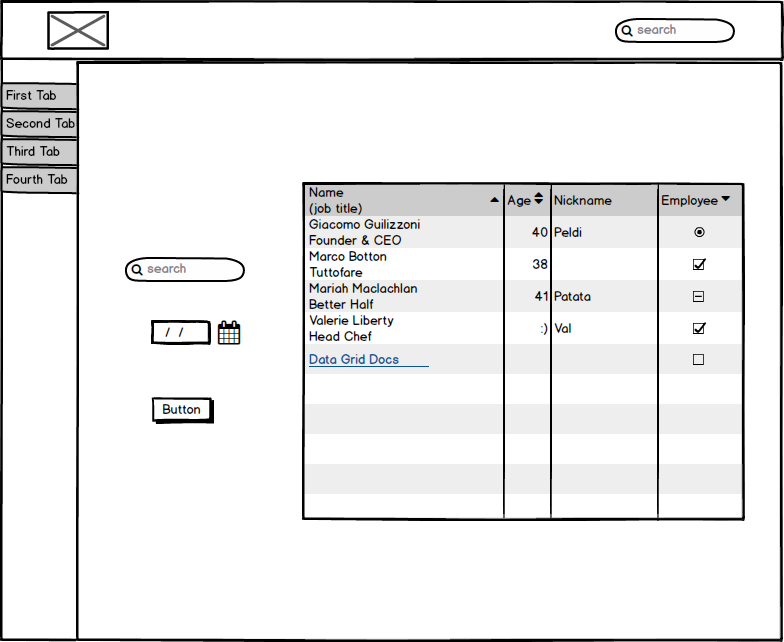 search
First Tab
Second Tab
Third Tab
Fourth Tab
search
/ /
Button
Name
(job title)
Age
Nickname
Employee
Giacomo Guilizzoni
Founder & CEO
40
Peldi
Marco Botton
Tuttofare
38
Mariah Maclachlan
Better Half
41
Patata
Valerie Liberty
Head Chef
:)
Val
Data Grid Docs